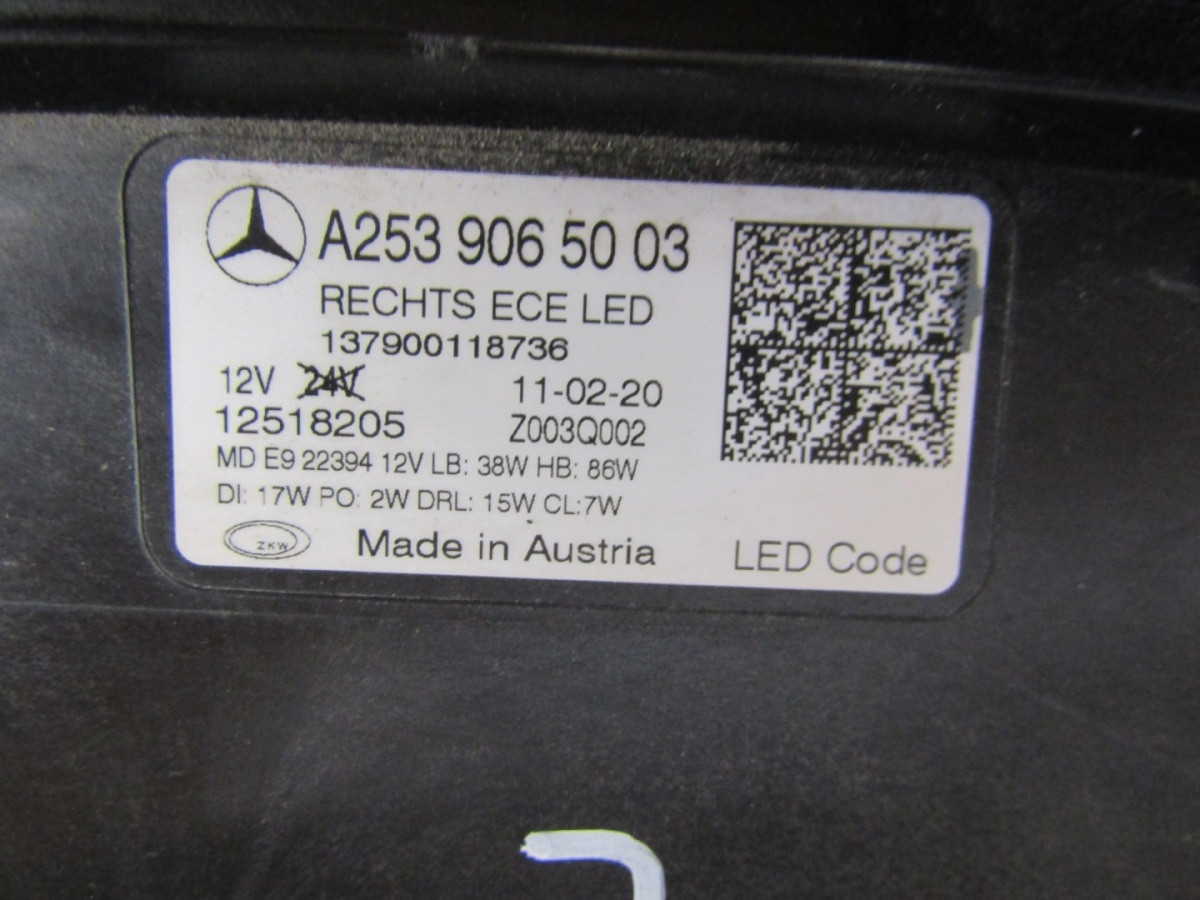 A253 906 50 03
RECHTS ECE LED
137900118736
12V 24V 11-02-20
12518205 Z003Q002
MD E9 22394 12V LB: 38W HB: 86W
DI: 17W PO: 2W DRL: 15W CL:7W
ZKW Made in Austria LED Code